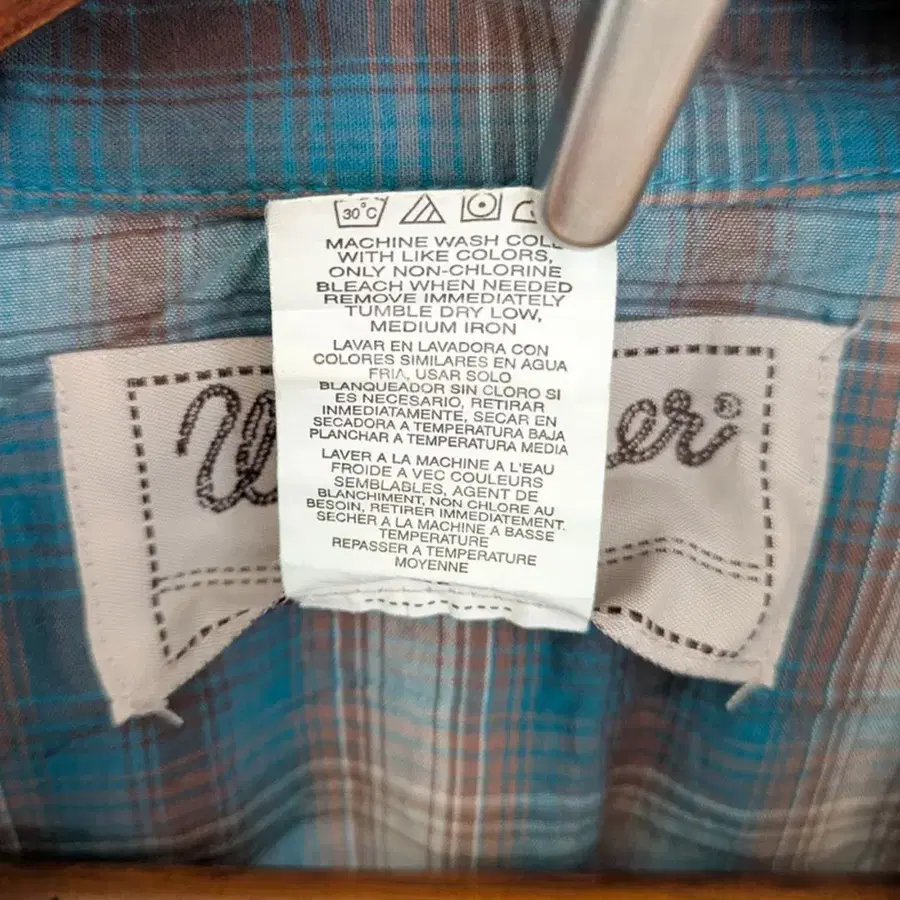 30°C
MACHINE WASH
WITH LIKE COLORS,
ONLY NON-CHLORINE
BLEACH WHEN NEEDED
REMOVE IMMEDIATELY
TUMBLE DRY LOW,
MEDIUM IRON
LAVAR EN LAVADORA CON
COLORES SIMILARES EN AGUA
FRIA, USAR SOLO
BLANQUEADOR SIN CLORO SI
ES NECESARIO, RETIRAR
INMEDIATAMENTE, SECAR EN
SECADORA A TEMPERATURA BAJA
PLANCHAR A TEMPERATURA MEDIA
LAVER A LA MACHINE A L'EAU
FROIDE A VEC COULEURS
SEMBLABLES, AGENT DE
BLANCHIMENT, NON CHLORE AU
BESOIN, RETIRER IMMEDIATEMENT.
SECHER A LA MACHINE A BASSE
TEMPERATURE
REPASSER A TEMPERATURE
MOYENNE